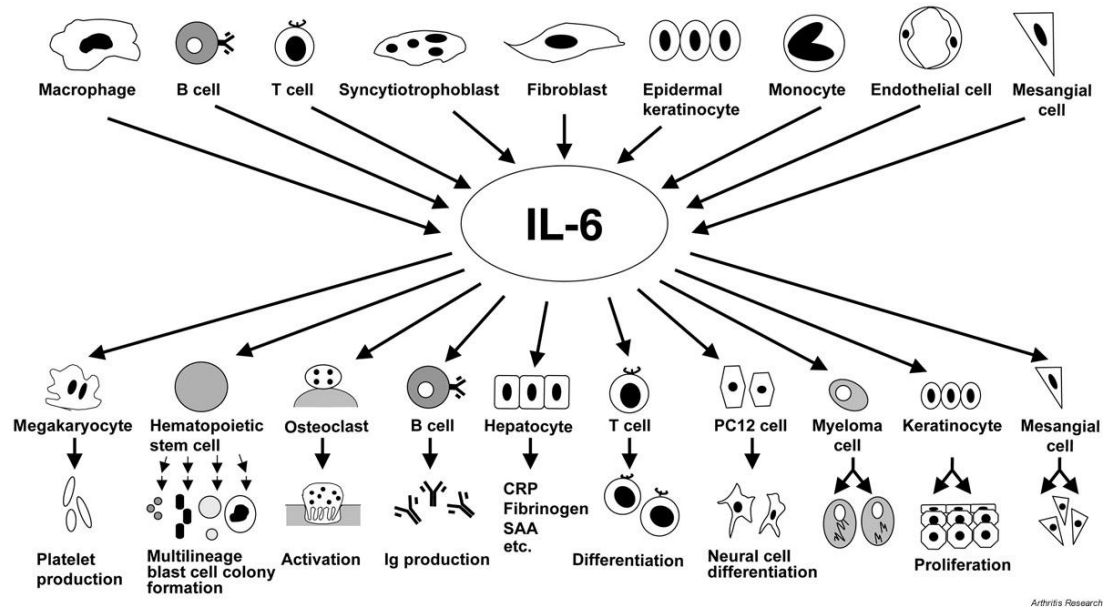 Macrophage
B cell
T cell
Syncytiotrophoblast
Fibroblast
Epidermal
keratinocyte
Monocyte
Endothelial cell
Mesangial
cell
IL-6
Megakaryocyte
Hematopoietic
stem cell
Osteoclast
B cell
Hepatocyte
T cell
PC12 cell
Myeloma
cell
Keratinocyte
Mesangial
cell
Platelet
production
Multilineage
blast cell colony
formation
Activation
Ig production
CRP
Fibrinogen
SAA
etc.
Differentiation
Neural cell
differentiation
Proliferation
Arthritis Research